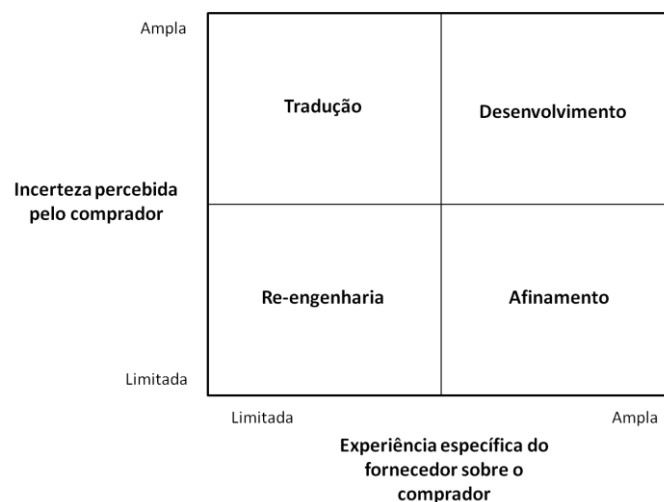 Ampla
Tradução
Desenvolvimento
Incerteza percebida
pelo comprador
Re-engenharia
Afinamento
Limitada
Limitada
Ampla
Experiência específica do
fornecedor sobre o
comprador